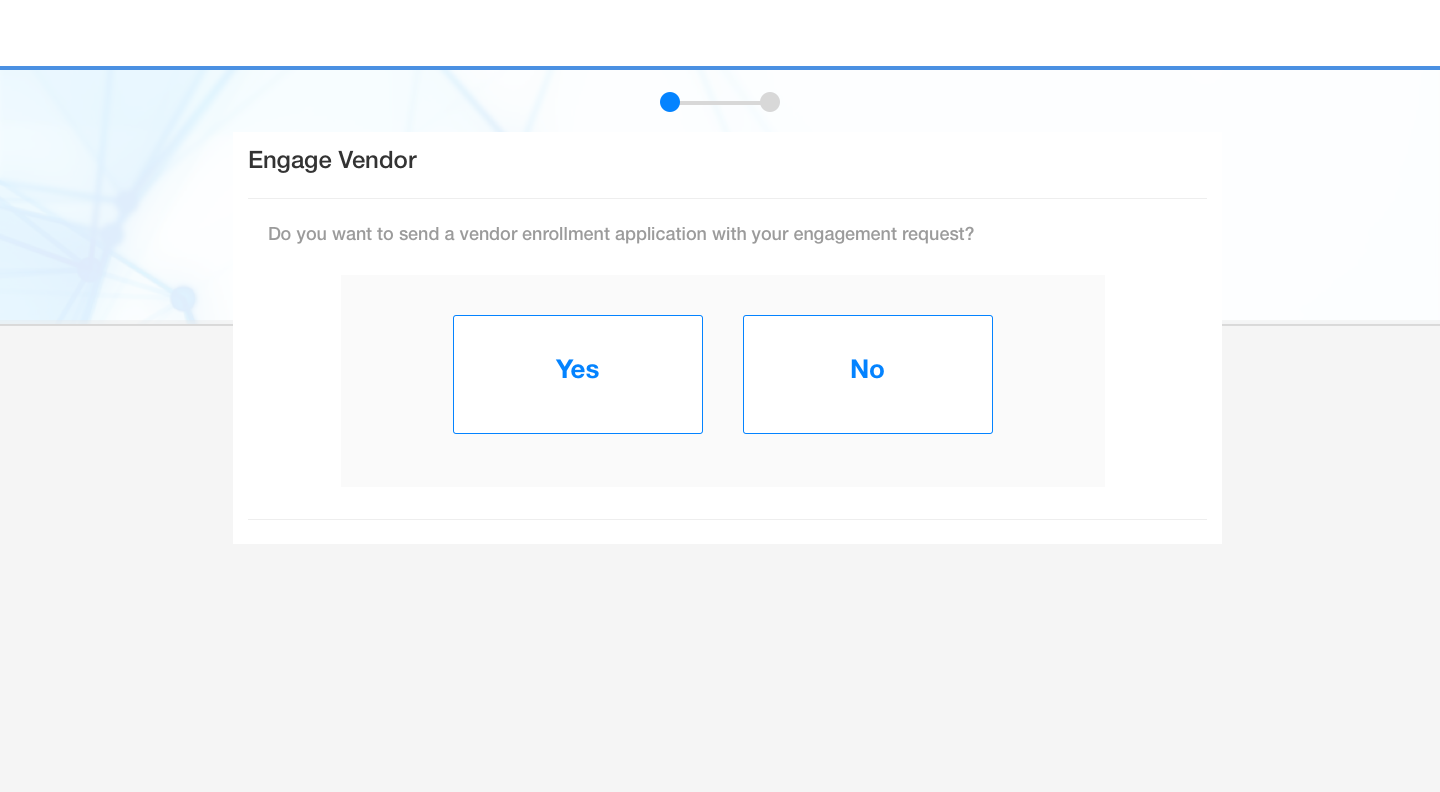 Engage Vendor
Do you want to send a vendor enrollment application with your engagement request?
Yes
No